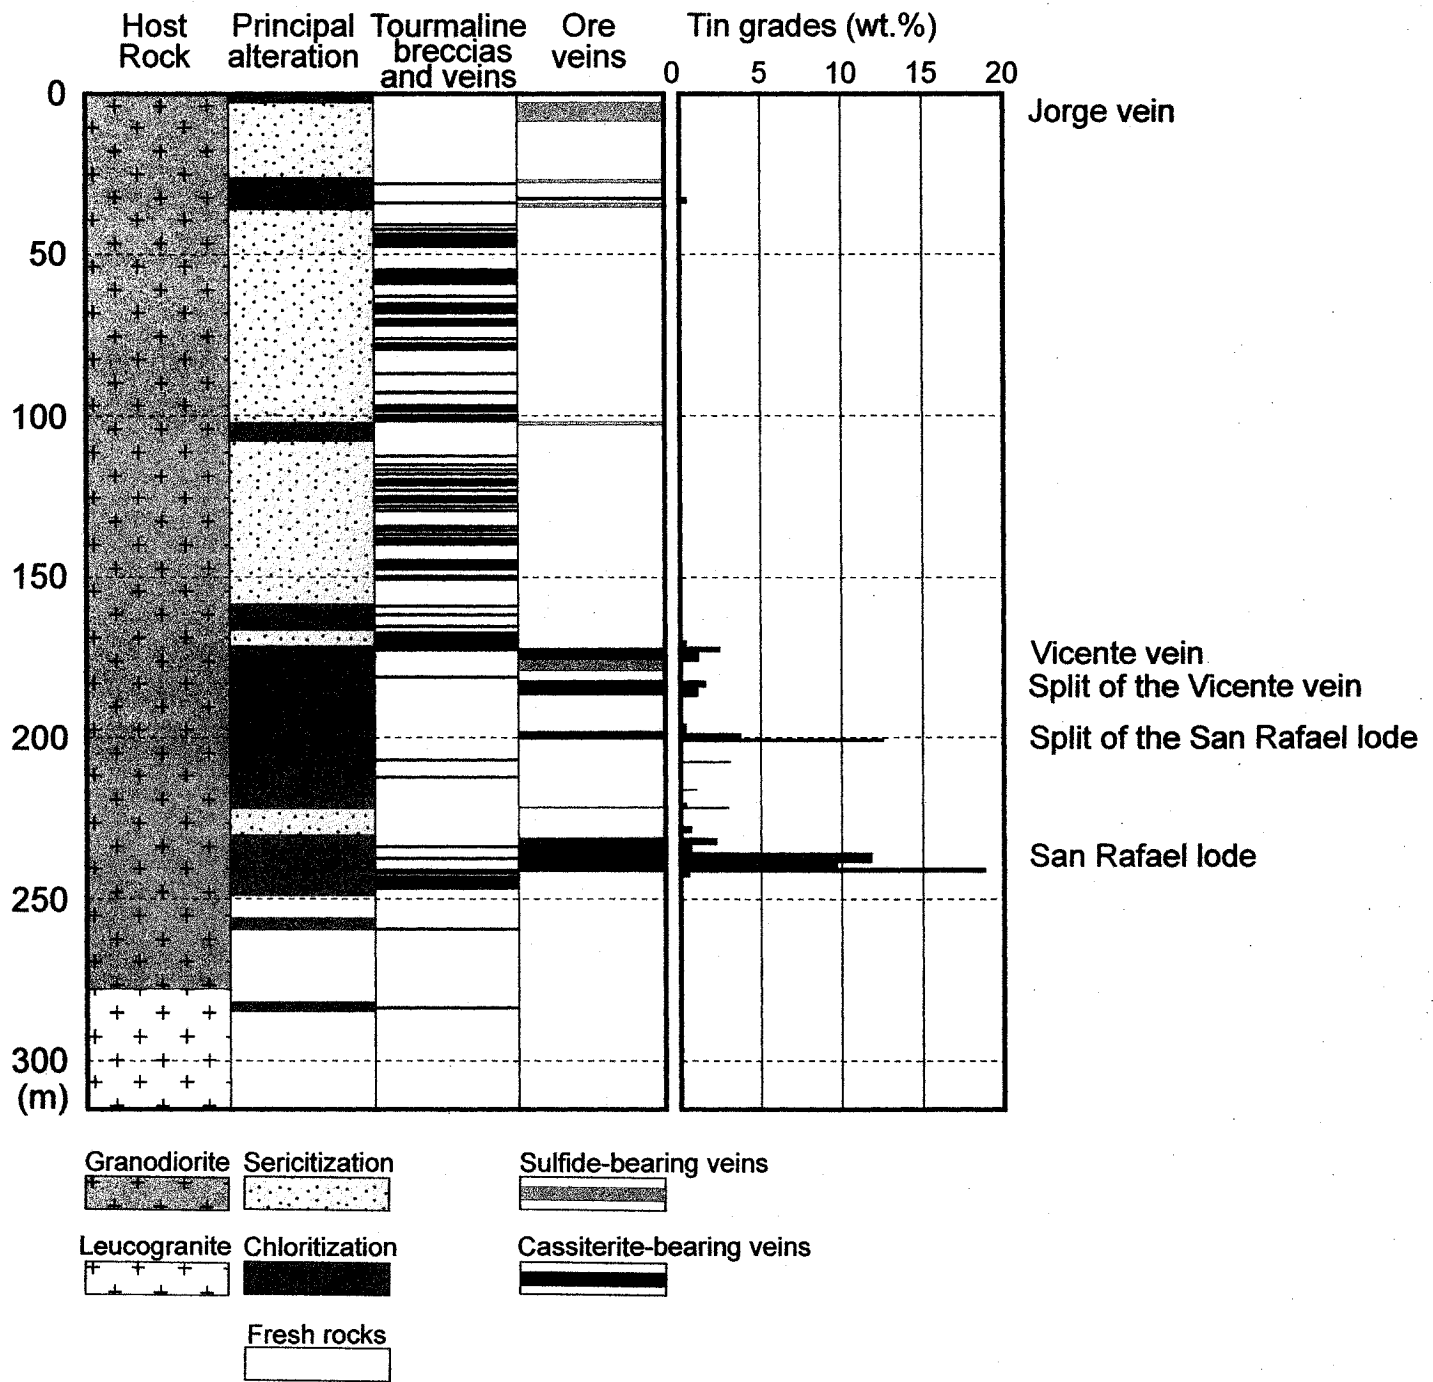 Host
Rock
Principal
alteration
Tourmaline
breccias
and veins
Ore
veins
Tin grades (wt.%)
0 5 10 15 20
0
50
100
150
200
250
300
(m)
Jorge vein
Vicente vein
Split of the Vicente vein
Split of the San Rafael lode
San Rafael lode
Granodiorite Sericitization Sulfide-bearing veins
Leucogranite Chloritization Cassiterite-bearing veins
Fresh rocks